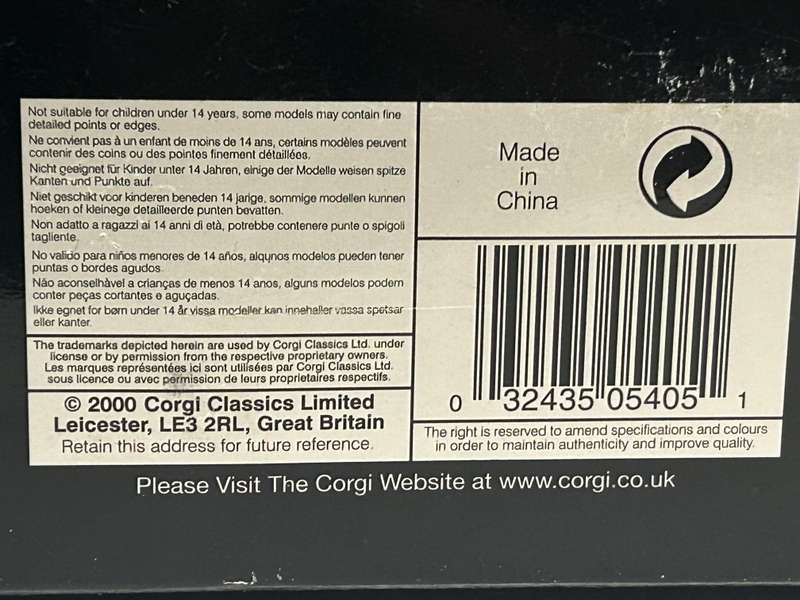 Not suitable for children under 14 years, some models may contain fine
detailed points or edges.
Ne convient pas à un enfant de moins de 14 ans, certains modèles peuvent
contenir des coins ou des pointes finement détaillées.
Nicht geeignet für Kinder unter 14 Jahren, einige der Modelle weisen spitze
Kanten und Punkte auf.
Niet geschikt voor kinderen beneden 14 jarige, sommige modellen kunnen
hoeken of kleinege detailleerde punten bevatten.
Non adatto a ragazzi ai 14 anni di età, potrebbe contenere punte o spigoli
tagliente.
No valido para niños menores de 14 años, alqynos modelos pueden tener
puntas o bordes agudos.
Não aconselhàvel a crianças de menos 14 anos, alguns modelos podem
conter peças cortantes e aguçadas.
Ikke egnet for børn under 14 år vissa modeller kan innehaller vassa spetsar
eller kanter.
The trademarks depicted herein are used by Corgi Classics Ltd. under
license or by permission from the respective proprietary owners.
Les marques représentées ici sont utilisées par Corgi Classics Ltd.
sous licence ou avec permission de leurs proprietaires respectifs.
© 2000 Corgi Classics Limited
Leicester, LE3 2RL, Great Britain
Retain this address for future reference.
Made
in
China
0 32435 05405 1
The right is reserved to amend specifications and colours
in order to maintain authenticity and improve quality.
Please Visit The Corgi Website at www.corgi.co.uk